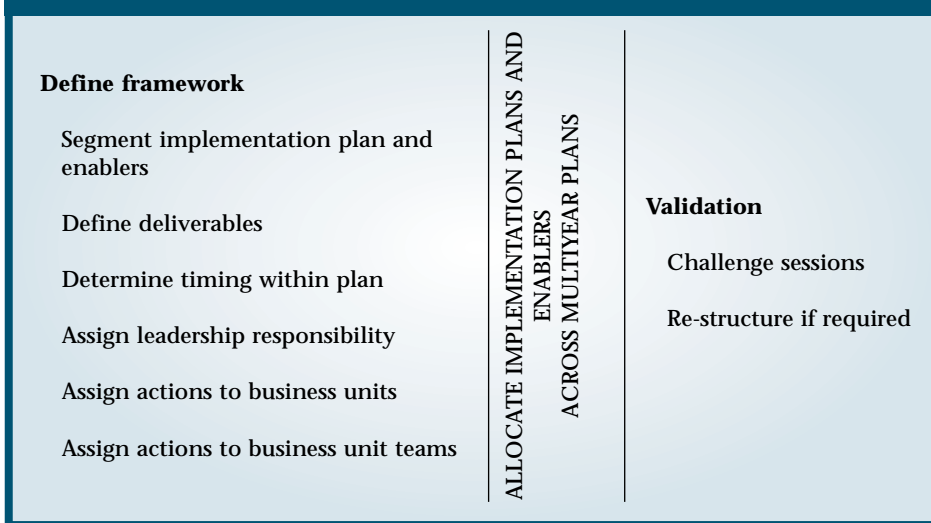 Define framework
Segment implementation plan and
enablers
Define deliverables
Determine timing within plan
Assign leadership responsibility
Assign actions to business units
Assign actions to business unit teams
ALLOCATE IMPLEMENTATION PLANS AND
ENABLERS
ACROSS MULTIYEAR PLANS
Validation
Challenge sessions
Re-structure if required